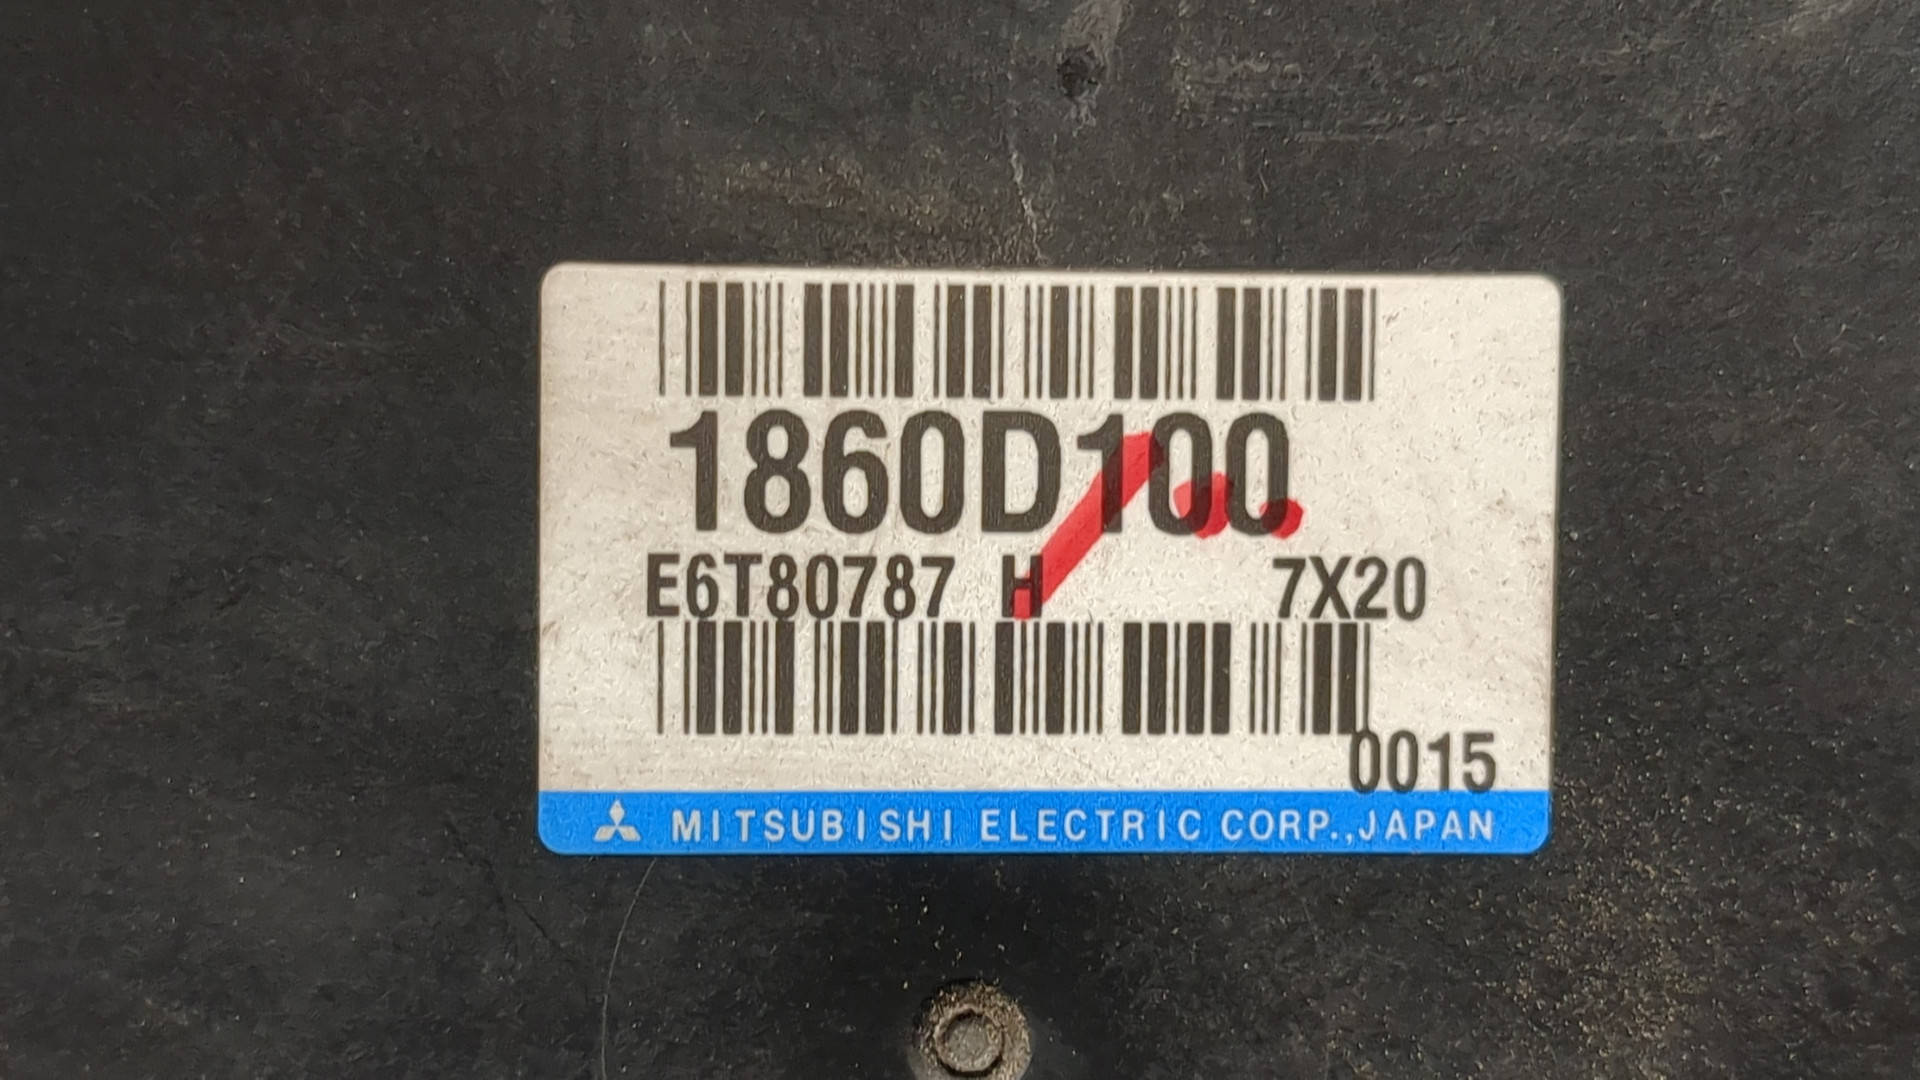 1860D100
E6T80787 H 7X20
0015
MITSUBISHI ELECTRIC CORP.,JAPAN